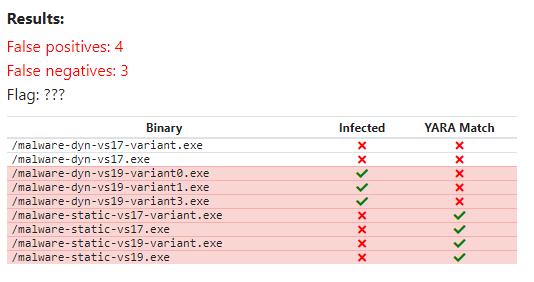 Results:
False positives: 4
False negatives: 3
Flag: ???
Binary Infected YARA Match
/malware-dyn-vs17-variant.exe
/malware-dyn-vs17.exe
/malware-dyn-vs19-variant0.exe
/malware-dyn-vs19-variant1.exe
/malware-dyn-vs19-variant3.exe
/malware-static-vs17-variant.exe
/malware-static-vs17.exe
/malware-static-vs19-variant.exe
/malware-static-vs19.exe